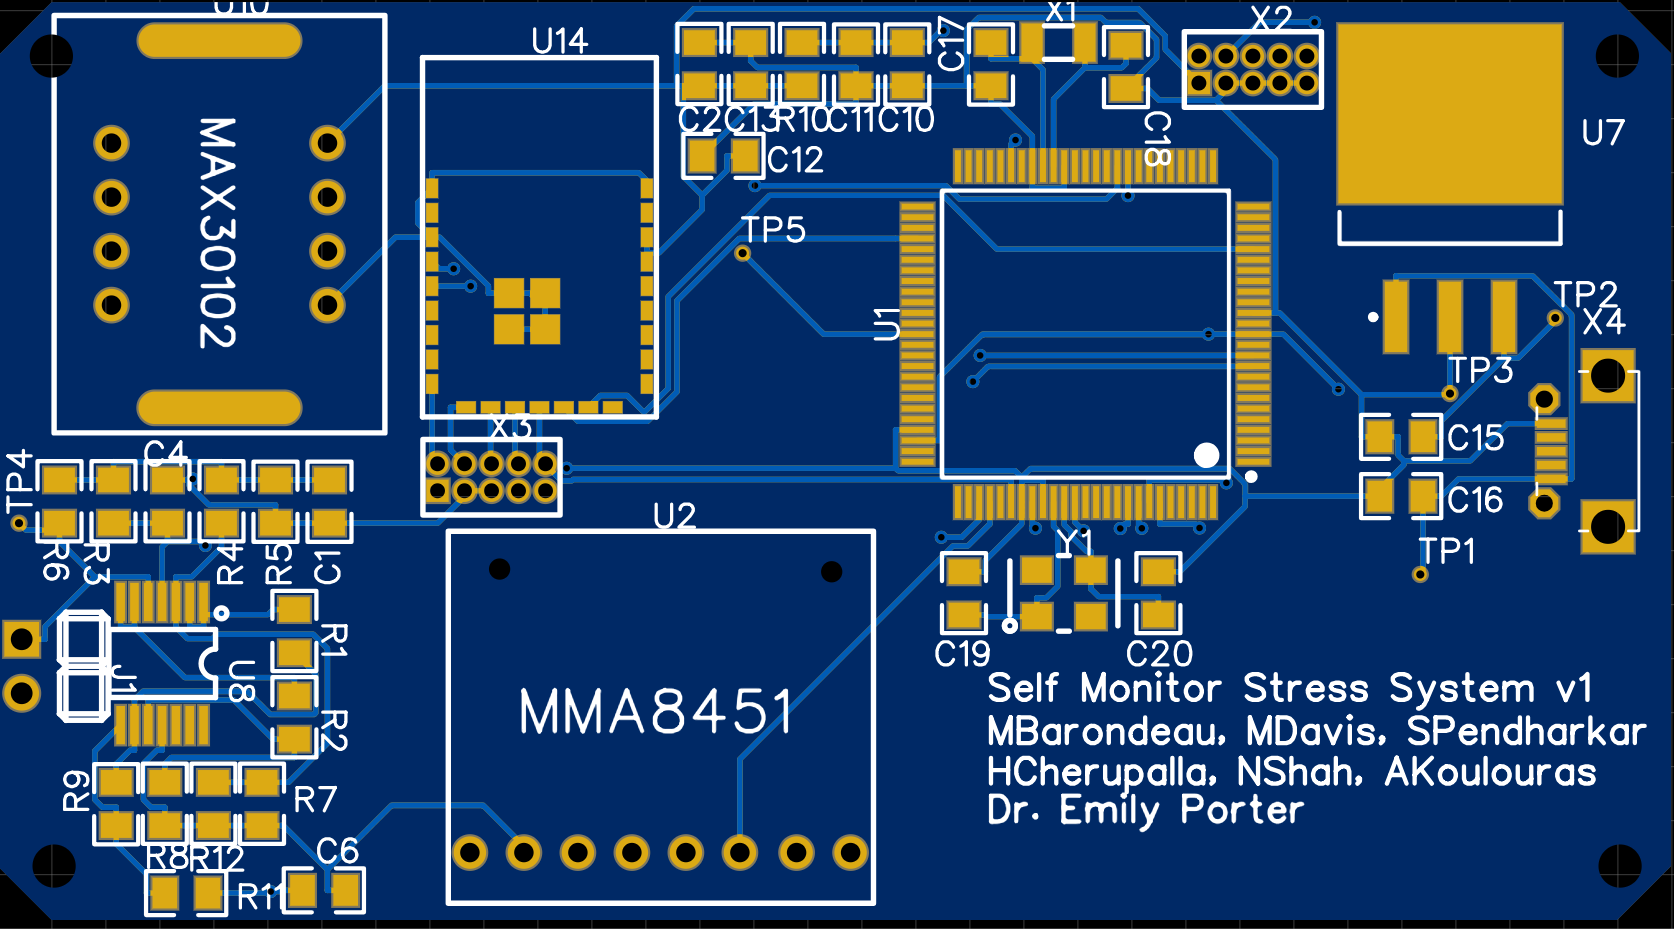 U10
X1
X2
U14
C17
U7
C2
C13
R10
C11
C10
C18
C12
MAX30102
TP5
TP2
X4
U1
TP3
X3
C15
C4
TP4
C16
U2
TP1
Y1
R6
R3
R4
R5
C1
R1
C19
C20
J1
U8
Self Monitor Stress System v1
MMA8451
MBarondeau, MDavis, SPendharkar
R2
HCherupalla, NShah, AKoulouras
R9
R7
Dr. Emily Porter
C6
R8
R12
R11